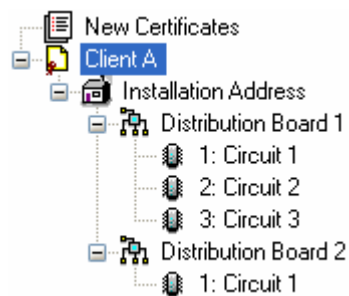 New Certificates
Client A
Installation Address
Distribution Board 1
1: Circuit 1
2: Circuit 2
3: Circuit 3
Distribution Board 2
1: Circuit 1